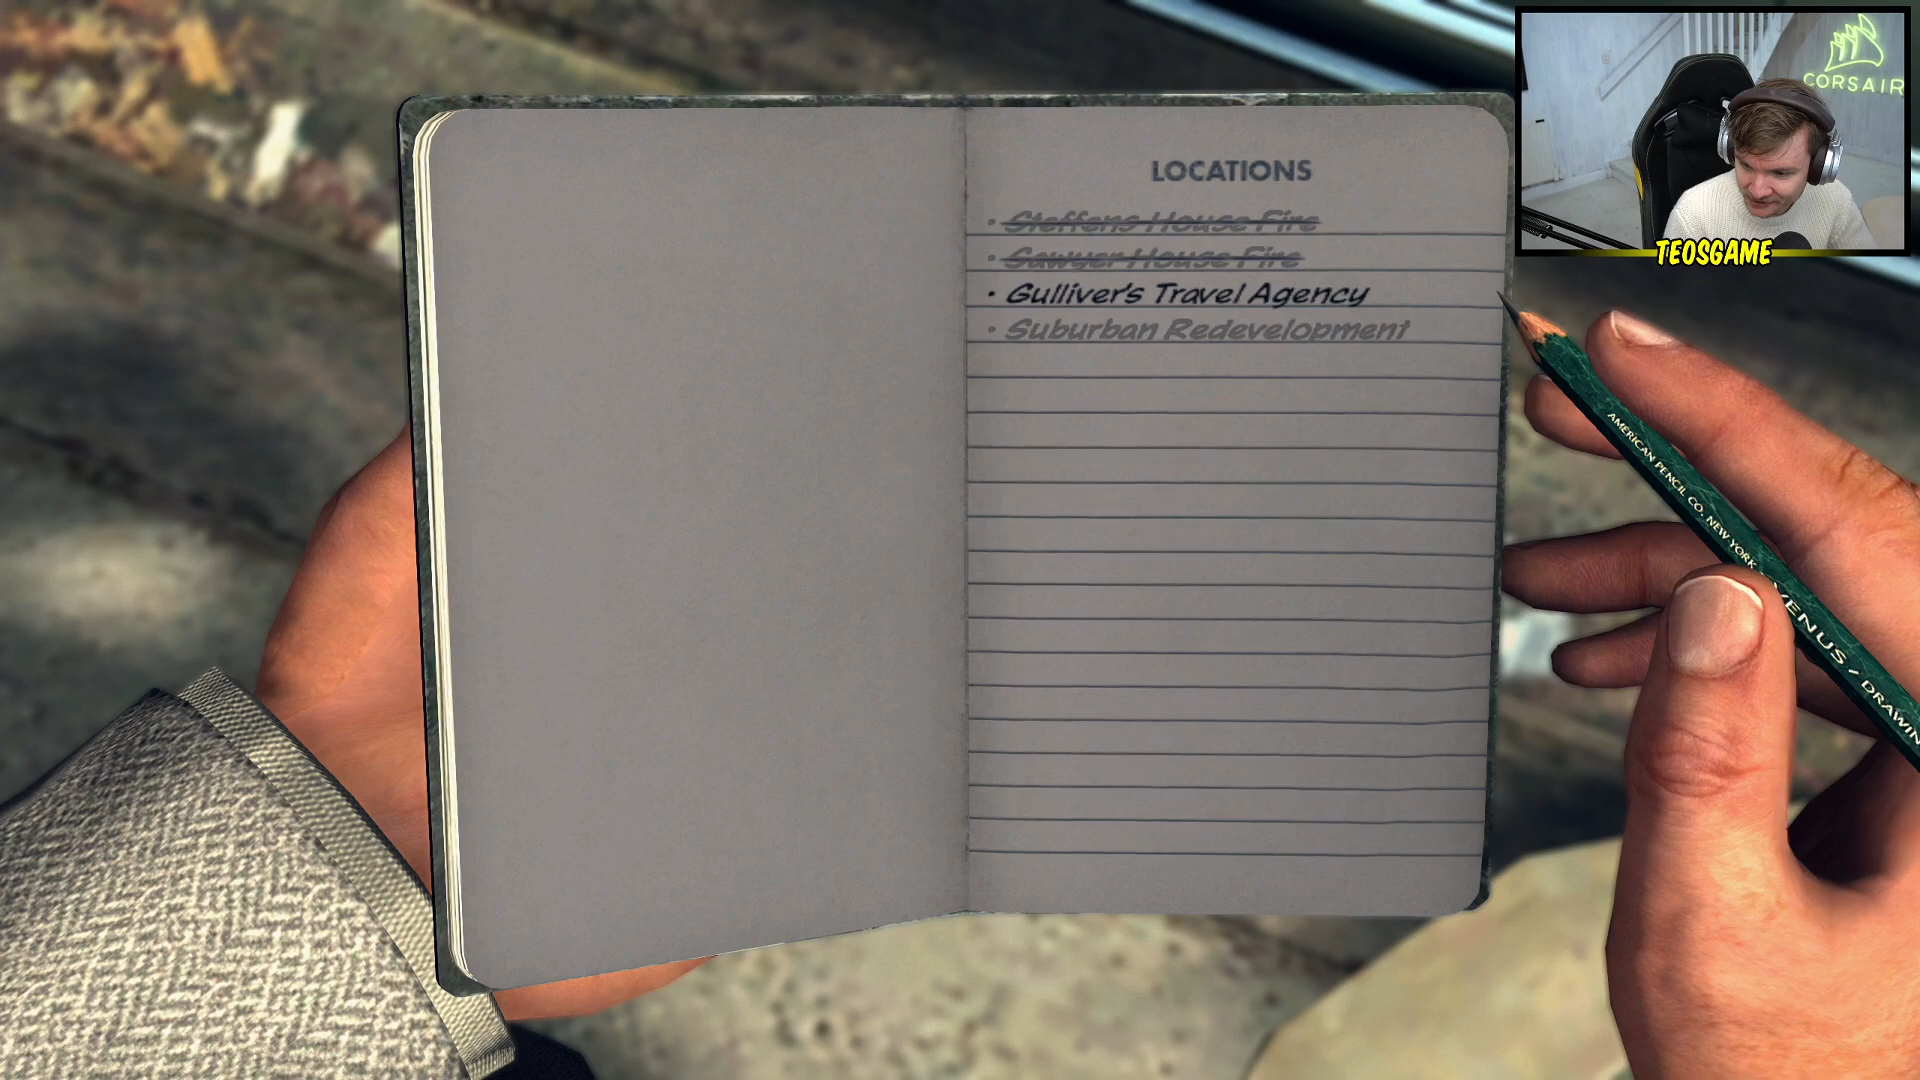 CORSAIR
TEOSGAME
LOCATIONS
• Steffens House Fire
• Sawyer House Fire
• Gulliver's Travel Agency
• Suburban Redevelopment
AMERICAN PENCIL CO. NEW YORK VENUS / DRAWIN